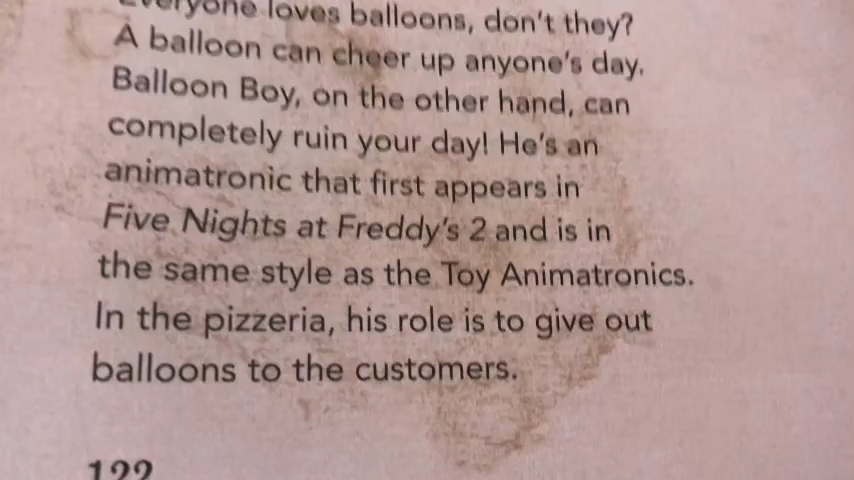 Everyone loves balloons, don't they?
A balloon can cheer up anyone's day.
Balloon Boy, on the other hand, can
completely ruin your day! He's an
animatronic that first appears in
Five Nights at Freddy's 2 and is in
the same style as the Toy Animatronics.
In the pizzeria, his role is to give out
balloons to the customers.
122